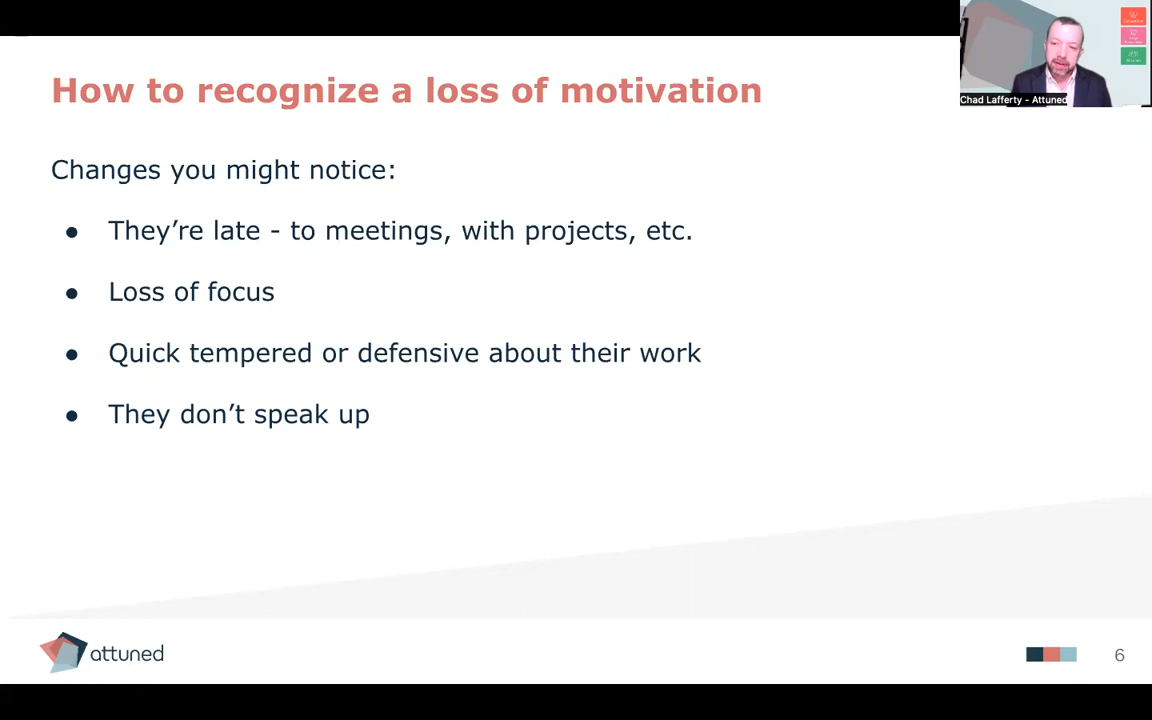 How to recognize a loss of motivation
Chad Lafferty - Attuned
Changes you might notice:
● They’re late - to meetings, with projects, etc.
● Loss of focus
● Quick tempered or defensive about their work
● They don’t speak up
attuned
6